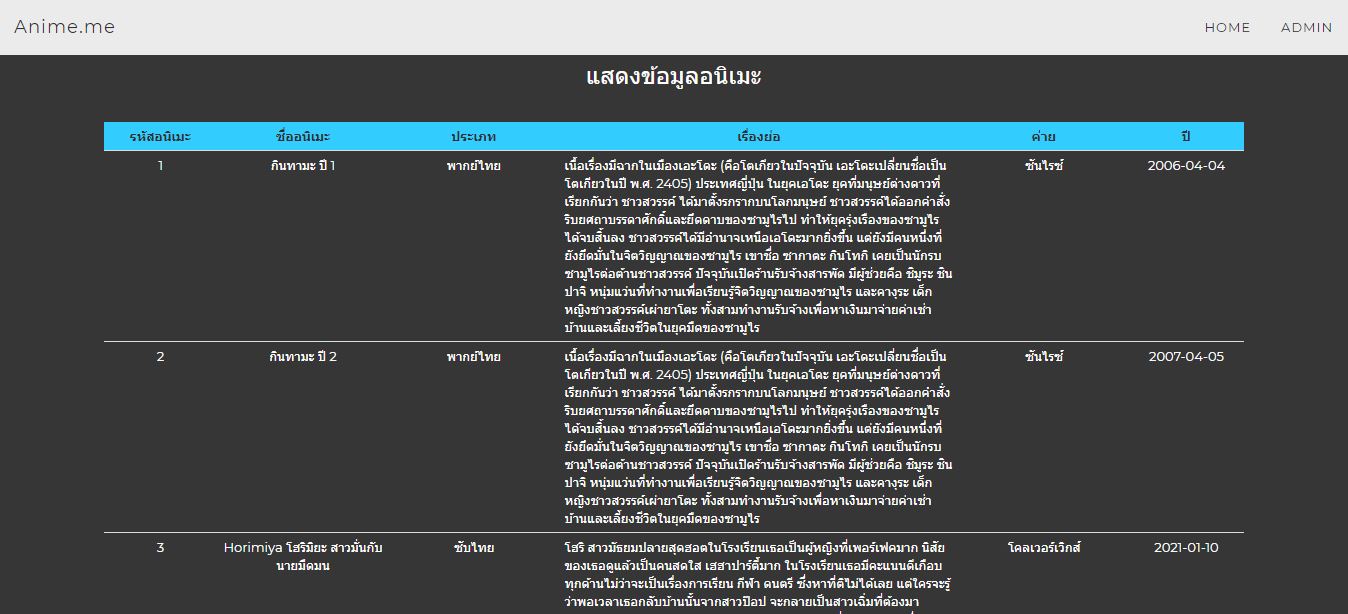 Anime.me
HOME ADMIN
แสดงข้อมูลอนิเมะ
รหัสอนิเมะ ชื่ออนิเมะ ประเภท เรื่องย่อ ค่าย ปี
1 กินทามะ ปี 1 พากย์ไทย เนื้อเรื่องมีฉากในเมืองเอะโดะ (คือโตเกียวในปัจจุบัน เอะโดะเปลี่ยนชื่อเป็น ซันไรซ์ 2006-04-04
โตเกียวในปี พ.ศ. 2405) ประเทศญี่ปุ่น ในยุคเอโดะ ยุคที่มนุษย์ต่างดาวที่
เรียกกันว่า ชาวสวรรค์ ได้มาตั้งรกรากบนโลกมนุษย์ ชาวสวรรค์ได้ออกคำสั่ง
ริบยศถาบรรดาศักดิ์และยึดดาบของซามูไรไป ทำให้ยุครุ่งเรืองของซามูไร
ได้จบสิ้นลง ชาวสวรรค์ได้มีอำนาจเหนือเอโดะมากยิ่งขึ้น แต่ยังมีคนหนึ่งที่
ยังยึดมั่นในจิตวิญญาณของซามูไร เขาชื่อ ซากาตะ กินโทกิ เคยเป็นนักรบ
ซามูไรต่อต้านชาวสวรรค์ ปัจจุบันเปิดร้านรับจ้างสารพัด มีผู้ช่วยคือ ชิมูระ ชิน
ปาจิ หนุ่มแว่นที่ทำงานเพื่อเรียนรู้จิตวิญญาณของซามูไร และคางุระ เด็ก
หญิงชาวสวรรค์เผ่ายาโตะ ทั้งสามทำงานรับจ้างเพื่อหาเงินมาจ่ายค่าเช่า
บ้านและเลี้ยงชีวิตในยุคมืดของซามูไร
2 กินทามะ ปี 2 พากย์ไทย เนื้อเรื่องมีฉากในเมืองเอะโดะ (คือโตเกียวในปัจจุบัน เอะโดะเปลี่ยนชื่อเป็น ซันไรซ์ 2007-04-05
โตเกียวในปี พ.ศ. 2405) ประเทศญี่ปุ่น ในยุคเอโดะ ยุคที่มนุษย์ต่างดาวที่
เรียกกันว่า ชาวสวรรค์ ได้มาตั้งรกรากบนโลกมนุษย์ ชาวสวรรค์ได้ออกคำสั่ง
ริบยศถาบรรดาศักดิ์และยึดดาบของซามูไรไป ทำให้ยุครุ่งเรืองของซามูไร
ได้จบสิ้นลง ชาวสวรรค์ได้มีอำนาจเหนือเอโดะมากยิ่งขึ้น แต่ยังมีคนหนึ่งที่
ยังยึดมั่นในจิตวิญญาณของซามูไร เขาชื่อ ซากาตะ กินโทกิ เคยเป็นนักรบ
ซามูไรต่อต้านชาวสวรรค์ ปัจจุบันเปิดร้านรับจ้างสารพัด มีผู้ช่วยคือ ชิมูระ ชิน
ปาจิ หนุ่มแว่นที่ทำงานเพื่อเรียนรู้จิตวิญญาณของซามูไร และคางุระ เด็ก
หญิงชาวสวรรค์เผ่ายาโตะ ทั้งสามทำงานรับจ้างเพื่อหาเงินมาจ่ายค่าเช่า
บ้านและเลี้ยงชีวิตในยุคมืดของซามูไร
3 Horimiya โฮริมิยะ สาวมั่นกับ ซับไทย โฮริ สาวมัธยมปลายสุดฮอตในโรงเรียนเธอเป็นผู้หญิงที่เพอร์เฟคมาก นิสัย โคลเวอร์เวิกส์ 2021-01-10
นายมืดมน ของเธอดูแล้วเป็นคนสดใส เฮฮาปาร์ตี้มาก ในโรงเรียนเธอมีคะแนนดีเกือบ
ทุกด้านไม่ว่าจะเป็นเรื่องการเรียน กีฬา ดนตรี ซึ่งหาที่ติไม่ได้เลย แต่ใครจะรู้
ว่าพอเวลาเธอกลับบ้านนั้นจากสาวป๊อป จะกลายเป็นสาวเฉิ่มที่ต้องมา